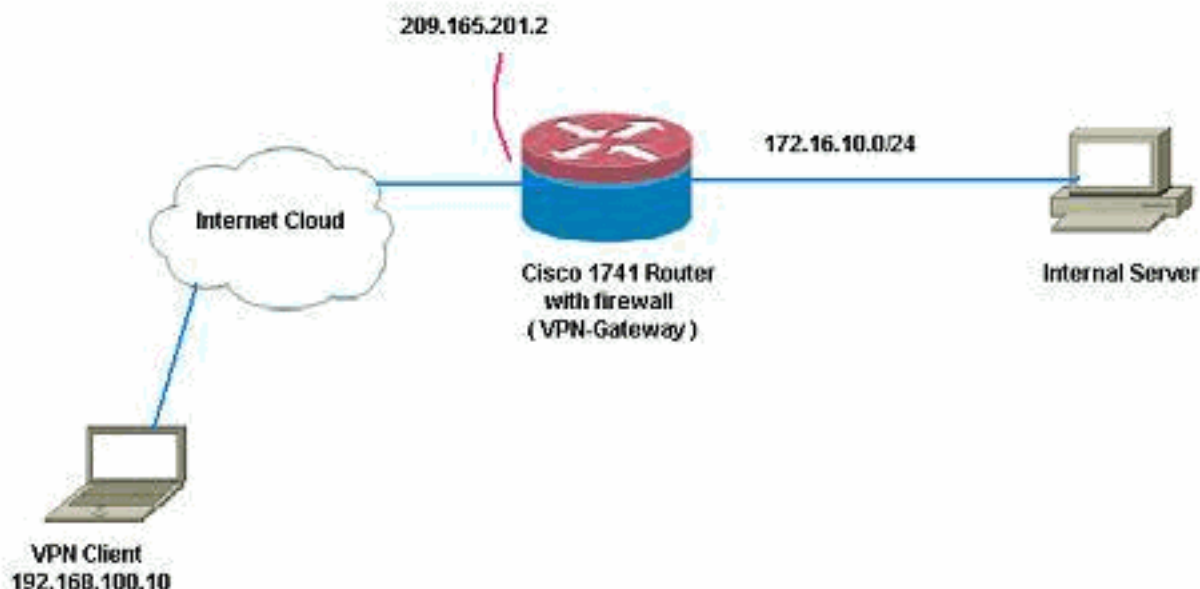 209.165.201.2
172.16.10.0/24
Internet Cloud
Cisco 1741 Router
with firewall
( VPN-Gateway )
Internal Server
VPN Client
192.168.100.10